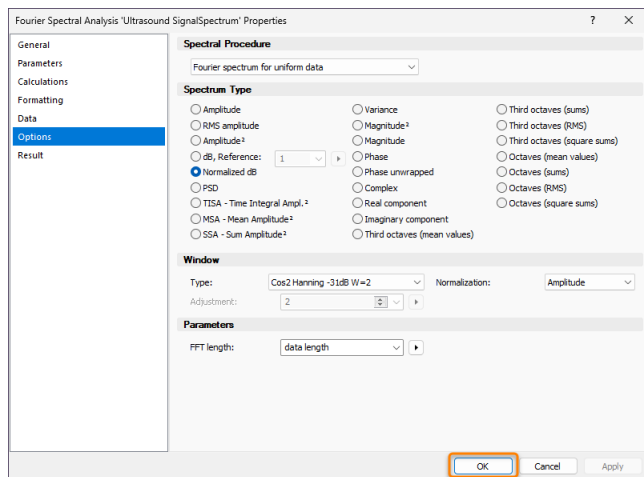 Fourier Spectral Analysis 'Ultrasound SignalSpectrum' Properties ? X
General
Parameters
Calculations
Formatting
Data
Options
Result
Spectral Procedure
Fourier spectrum for uniform data
Spectrum Type
Amplitude Variance Third octaves (sums)
RMS amplitude Magnitude² Third octaves (RMS)
Amplitude² Magnitude Third octaves (square sums)
dB, Reference: 1 Phase Octaves (mean values)
Normalized dB Phase unwrapped Octaves (sums)
PSD Complex Octaves (RMS)
TISA - Time Integral Ampl.² Real component Octaves (square sums)
MSA - Mean Amplitude² Imaginary component
SSA - Sum Amplitude² Third octaves (mean values)
Window
Type: Cos2 Hanning -31dB W=2 Normalization: Amplitude
Adjustment: 2
Parameters
FFT length: data length
OK Cancel Apply